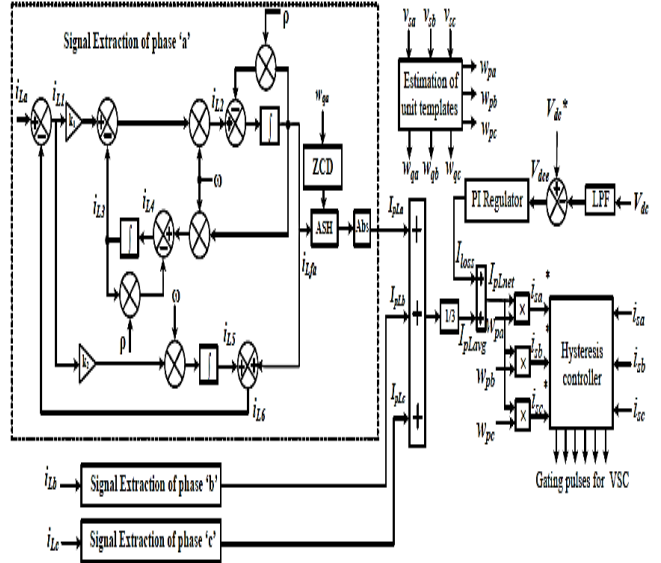 Signal Extraction of phase 'a'
ρ
i_La
i_L1
k₁
i_L2
∫
ω
i_L3
i_L4
∫
ρ
ω
k₂
i_L5
∫
i_L6
i_Lfa
w_qa
ZCD
ASH
Abs
v_sa v_sb v_sc
Estimation of
unit templates
w_pa
w_pb
w_pc
w_qa w_qb w_qc
V_dc*
V_dce
PI Regulator
LPF
V_dc
I_pLa
I_pLb
I_pLc
I_loss
I_pLnet
1/3
I_pLavg
w_pa
w_pb
w_pc
i_sa*
i_sb*
i_sc*
Hysteresis
controller
i_sa
i_sb
i_sc
Gating pulses for VSC
i_Lb
Signal Extraction of phase 'b'
i_Lc
Signal Extraction of phase 'c'